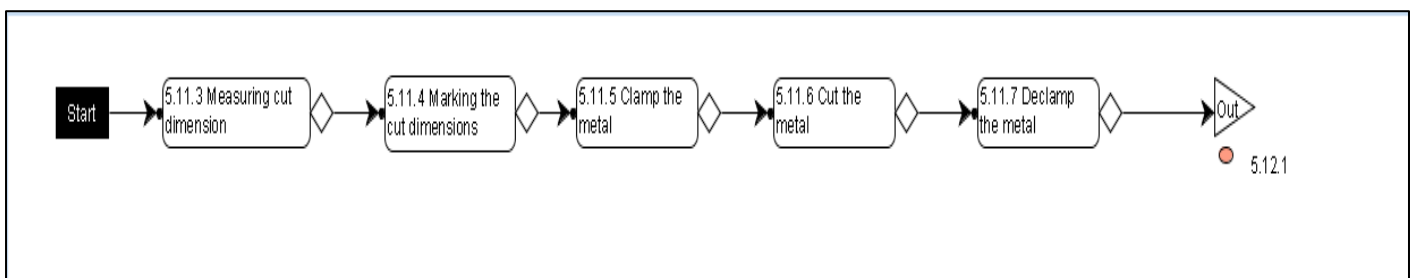 Start
5.11.3 Measuring cut
dimension
5.11.4 Marking the
cut dimensions
5.11.5 Clamp the
metal
5.11.6 Cut the
metal
5.11.7 Declamp
the metal
Out
5.12.1